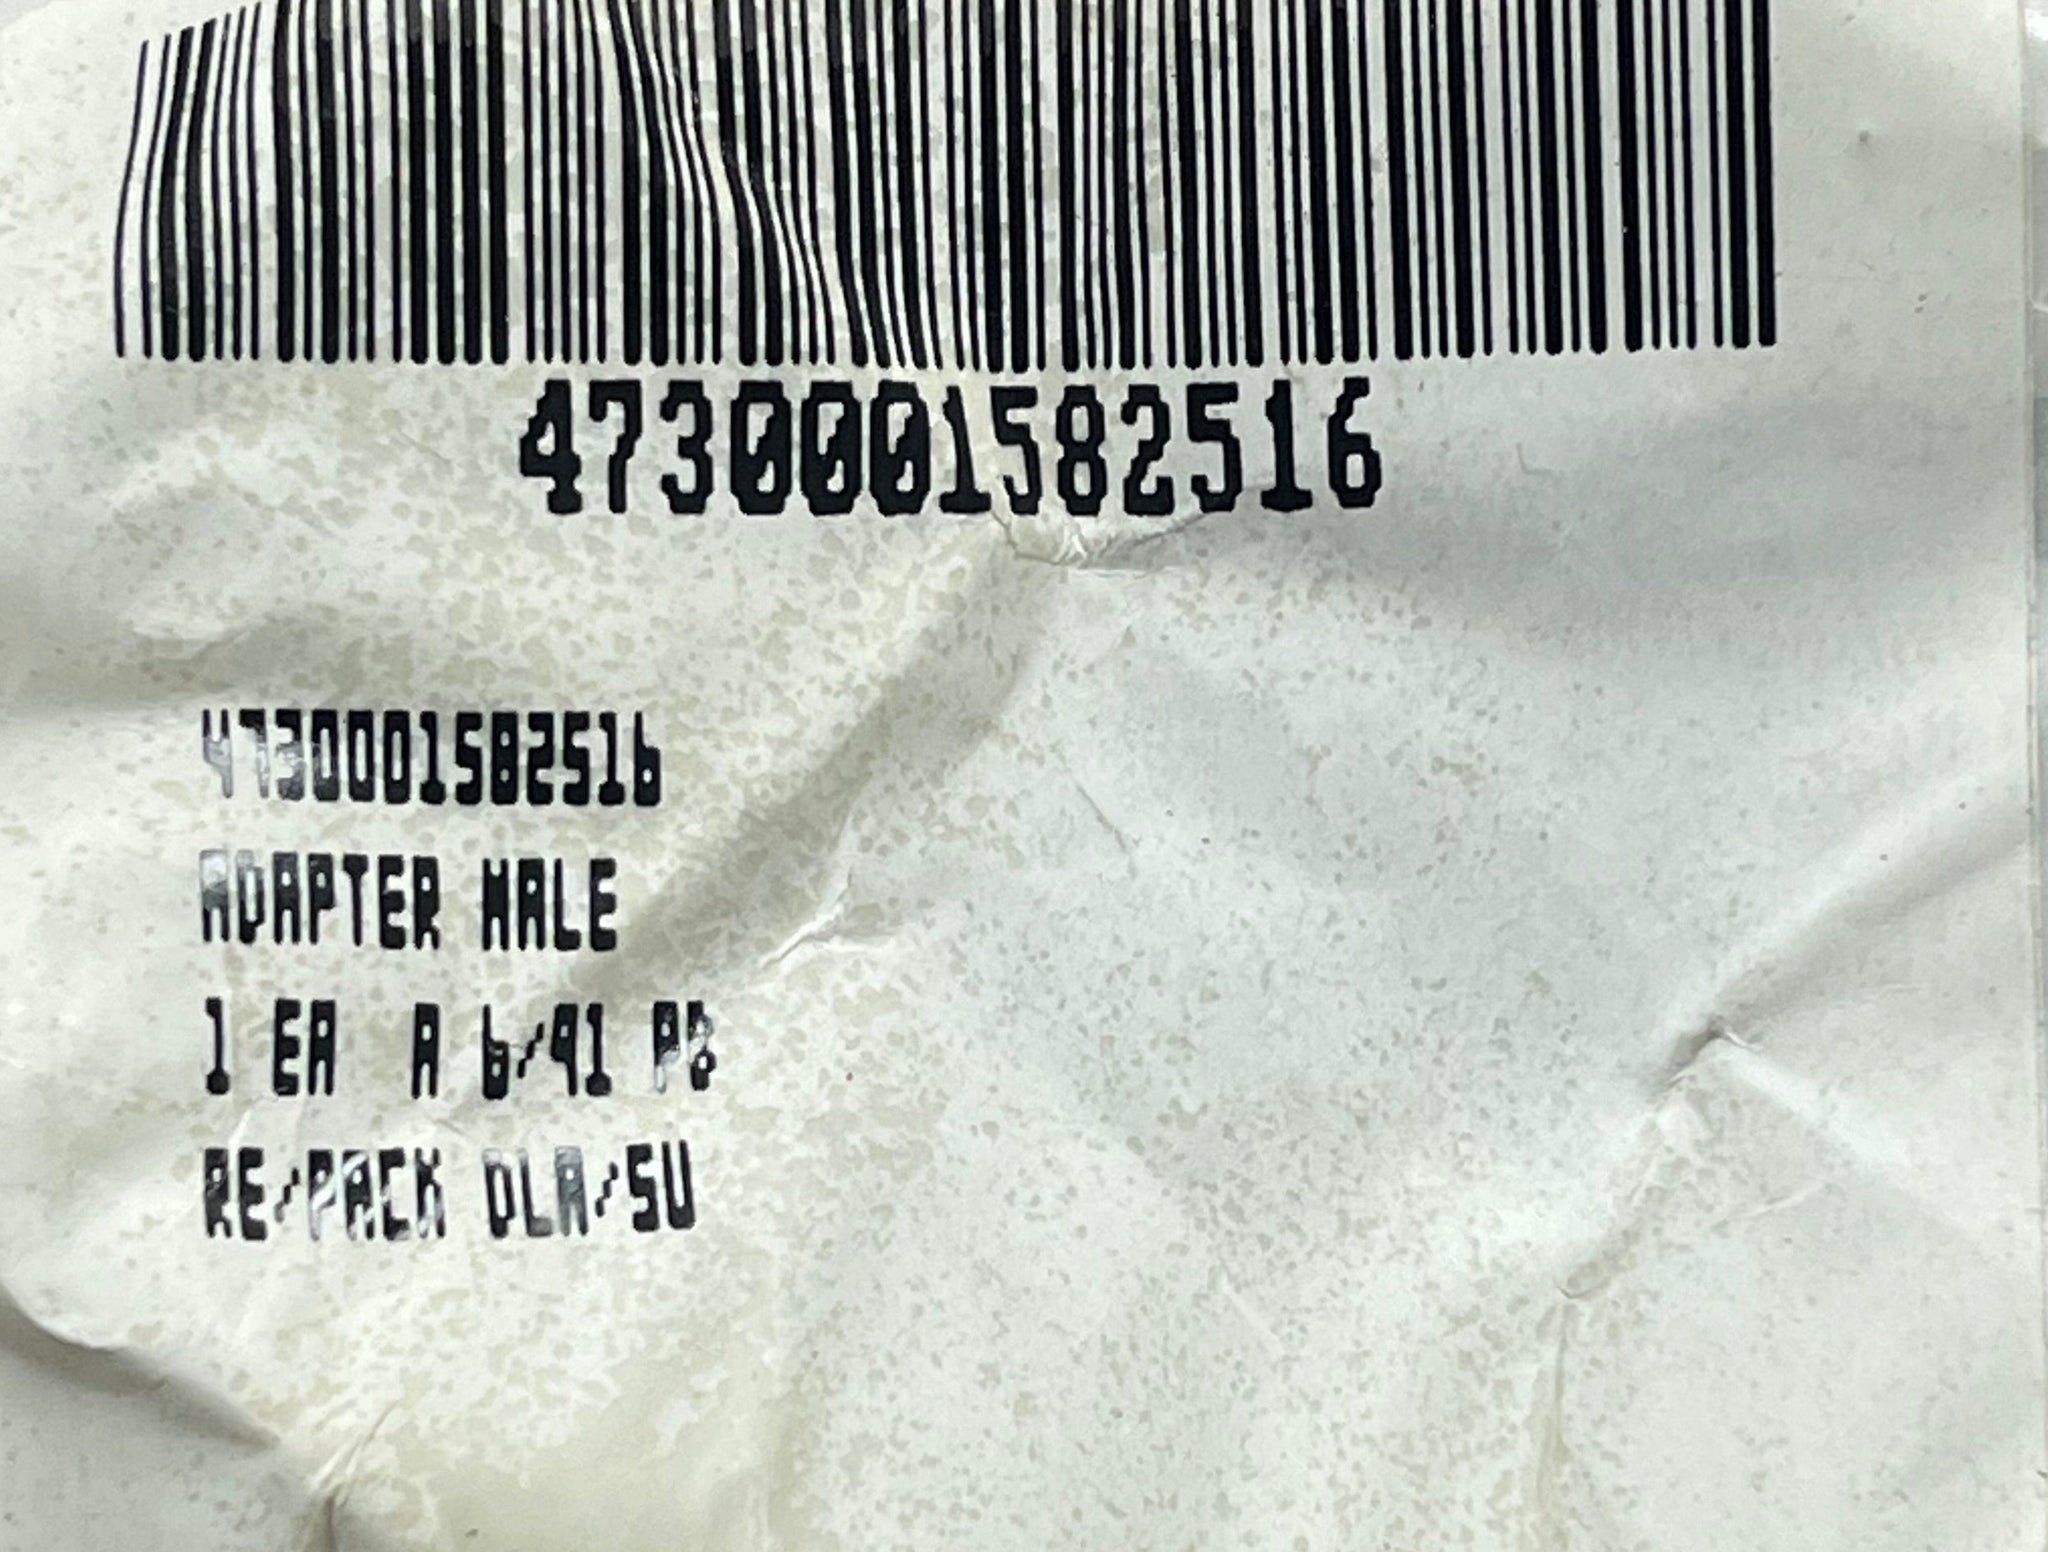 4730001582516
4730001582516
ADAPTER MALE
1 EA A 6/91 PB
RE/PACK DLA/SU